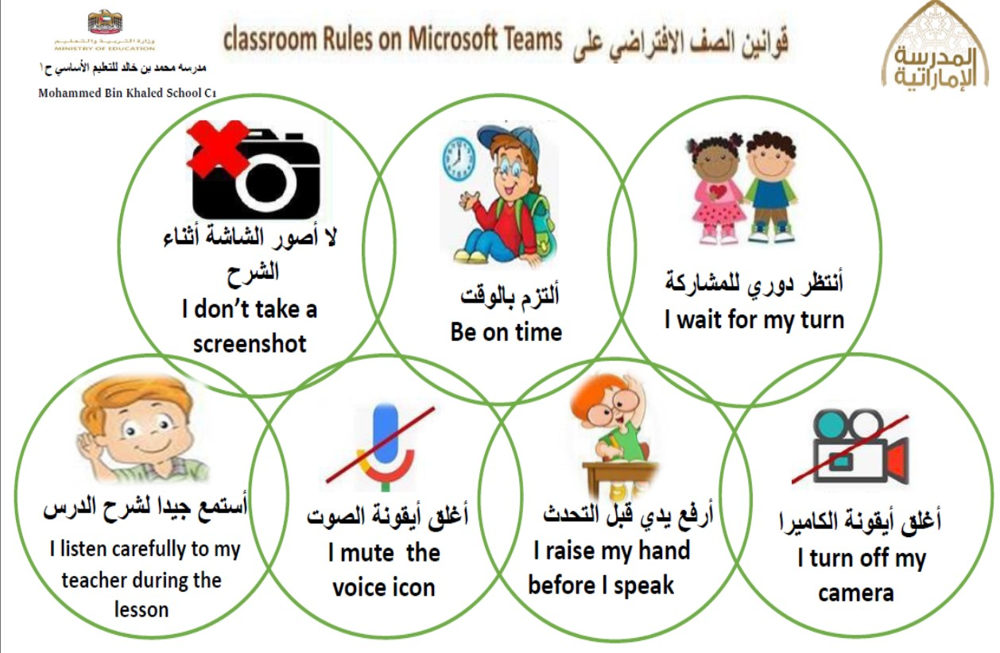 وزارة التربية والتعليم
MINISTRY OF EDUCATION
مدرسه محمد بن خالد للتعليم الأساسي ح١
Mohammed Bin Khaled School C1
classroom Rules on Microsoft Teams قوانين الصف الافتراضي على
المدرسة
الإماراتية
لا أصور الشاشة أثناء
الشرح
I don’t take a
screenshot
ألتزم بالوقت
Be on time
أنتظر دوري للمشاركة
I wait for my turn
أستمع جيدا لشرح الدرس
I listen carefully to my
teacher during the
lesson
أغلق أيقونة الصوت
I mute the
voice icon
أرفع يدي قبل التحدث
I raise my hand
before I speak
أغلق أيقونة الكاميرا
I turn off my
camera